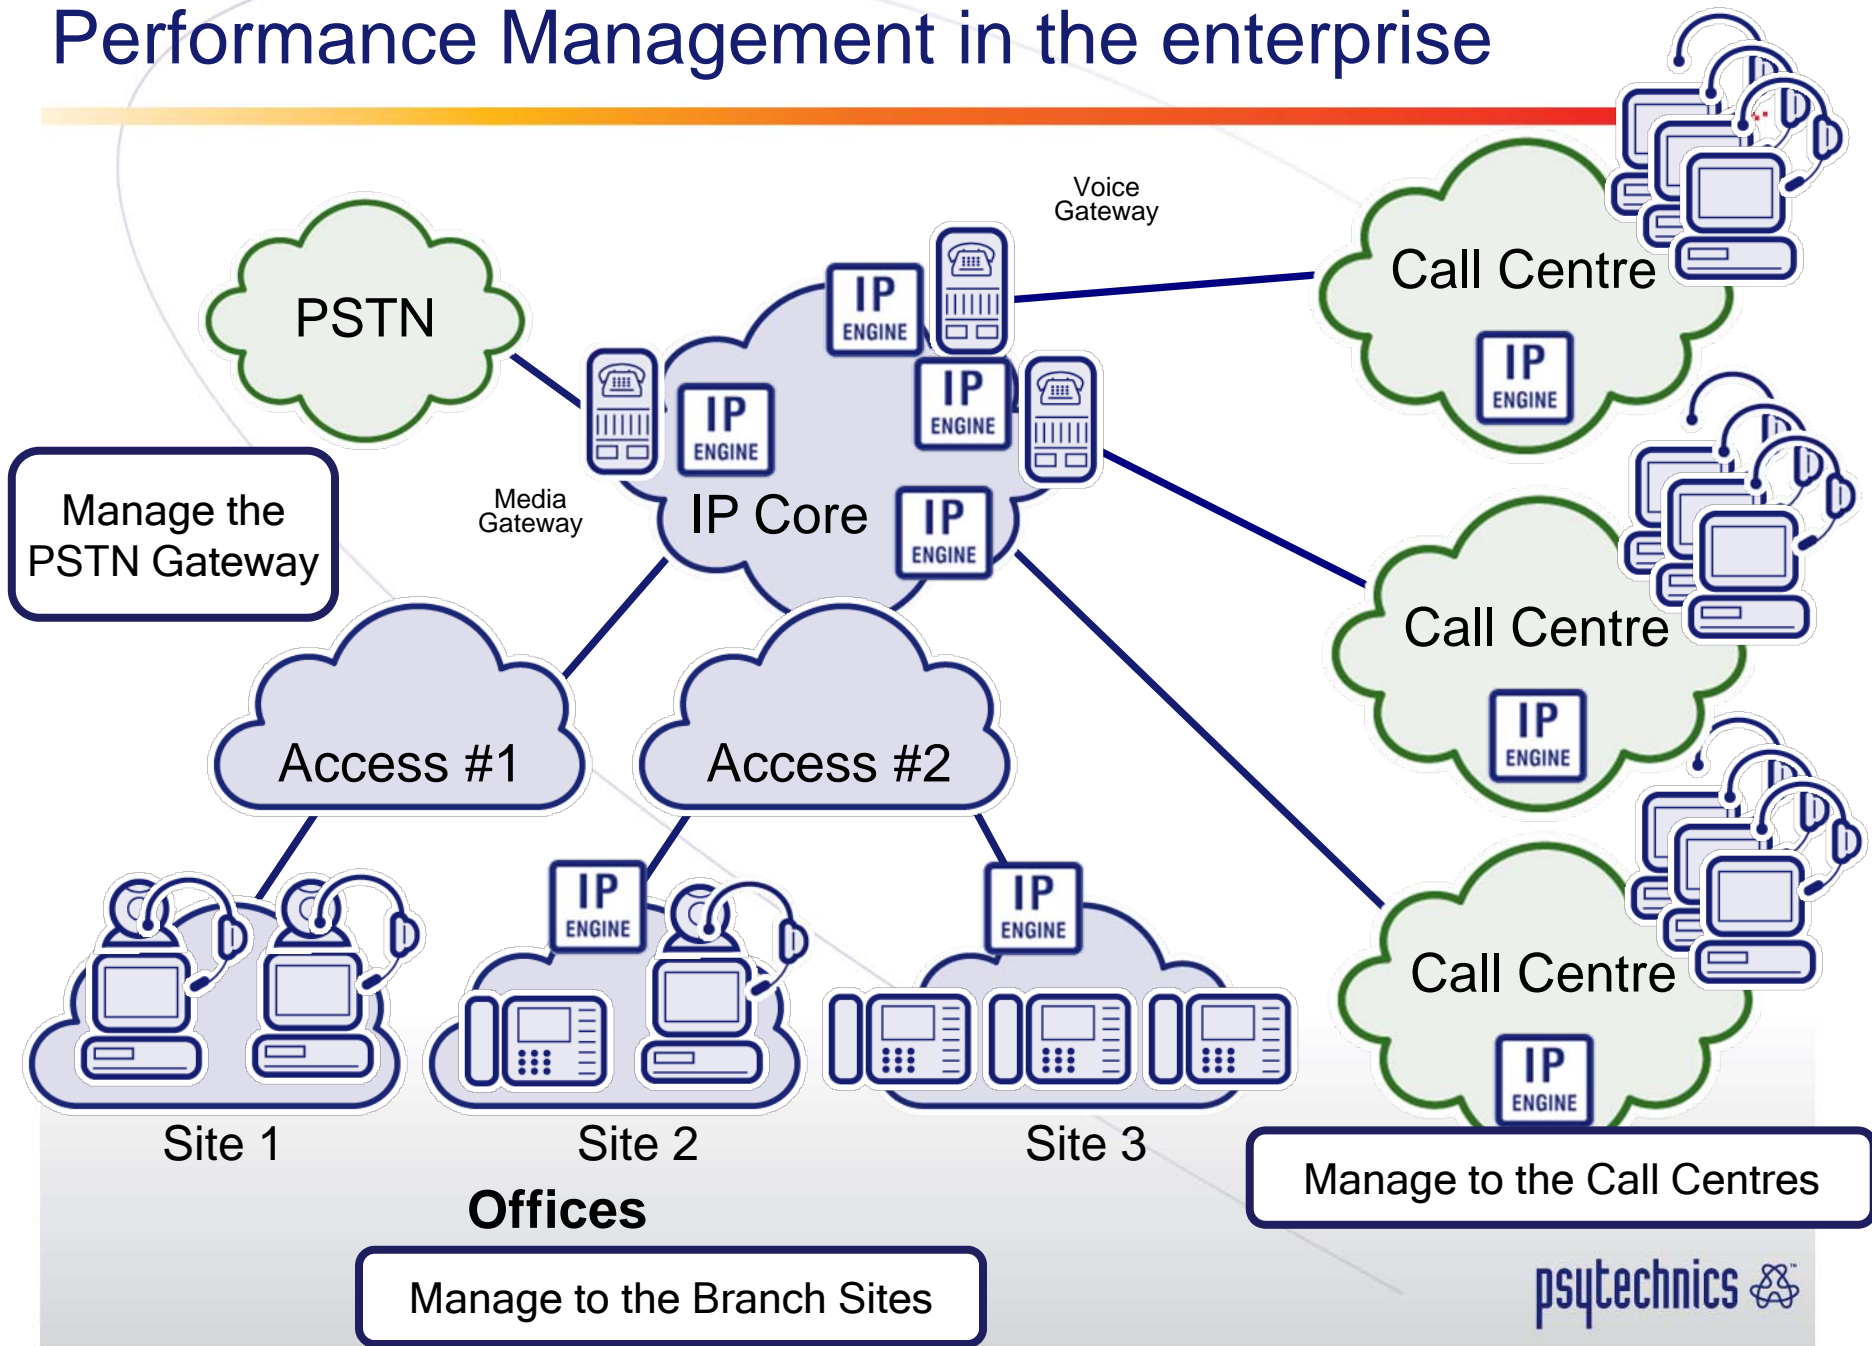 Performance Management in the enterprise
Voice
Gateway
PSTN
IP
ENGINE
Call Centre
IP
ENGINE
IP
ENGINE
IP
ENGINE
Manage the
PSTN Gateway
Media
Gateway
IP Core
IP
ENGINE
Call Centre
IP
ENGINE
Access #1
Access #2
IP
ENGINE
IP
ENGINE
Call Centre
IP
ENGINE
Site 1
Site 2
Site 3
Manage to the Call Centres
Offices
Manage to the Branch Sites
psytechnics ™